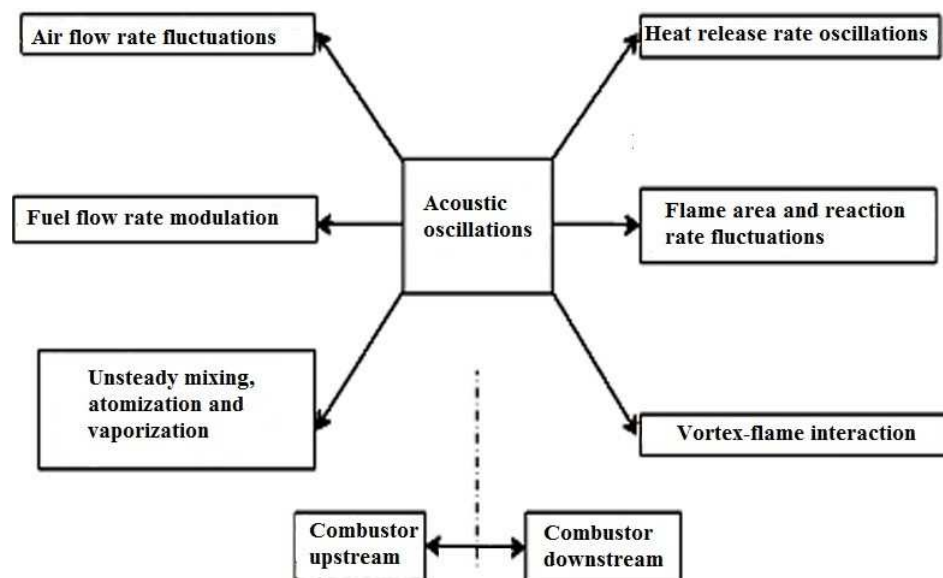 Air flow rate fluctuations
Heat release rate oscillations
Acoustic
oscillations
Fuel flow rate modulation
Flame area and reaction
rate fluctuations
Unsteady mixing,
atomization and
vaporization
Vortex-flame interaction
Combustor
upstream
Combustor
downstream